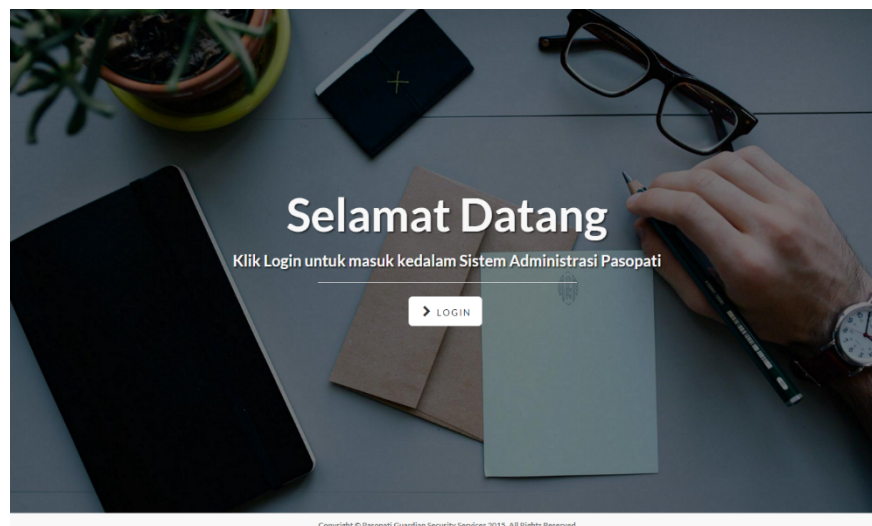 Selamat Datang
Klik Login untuk masuk kedalam Sistem Administrasi Pasopati
LOGIN
Copyright © Pasopati Guardian Security Services 2015. All Rights Reserved